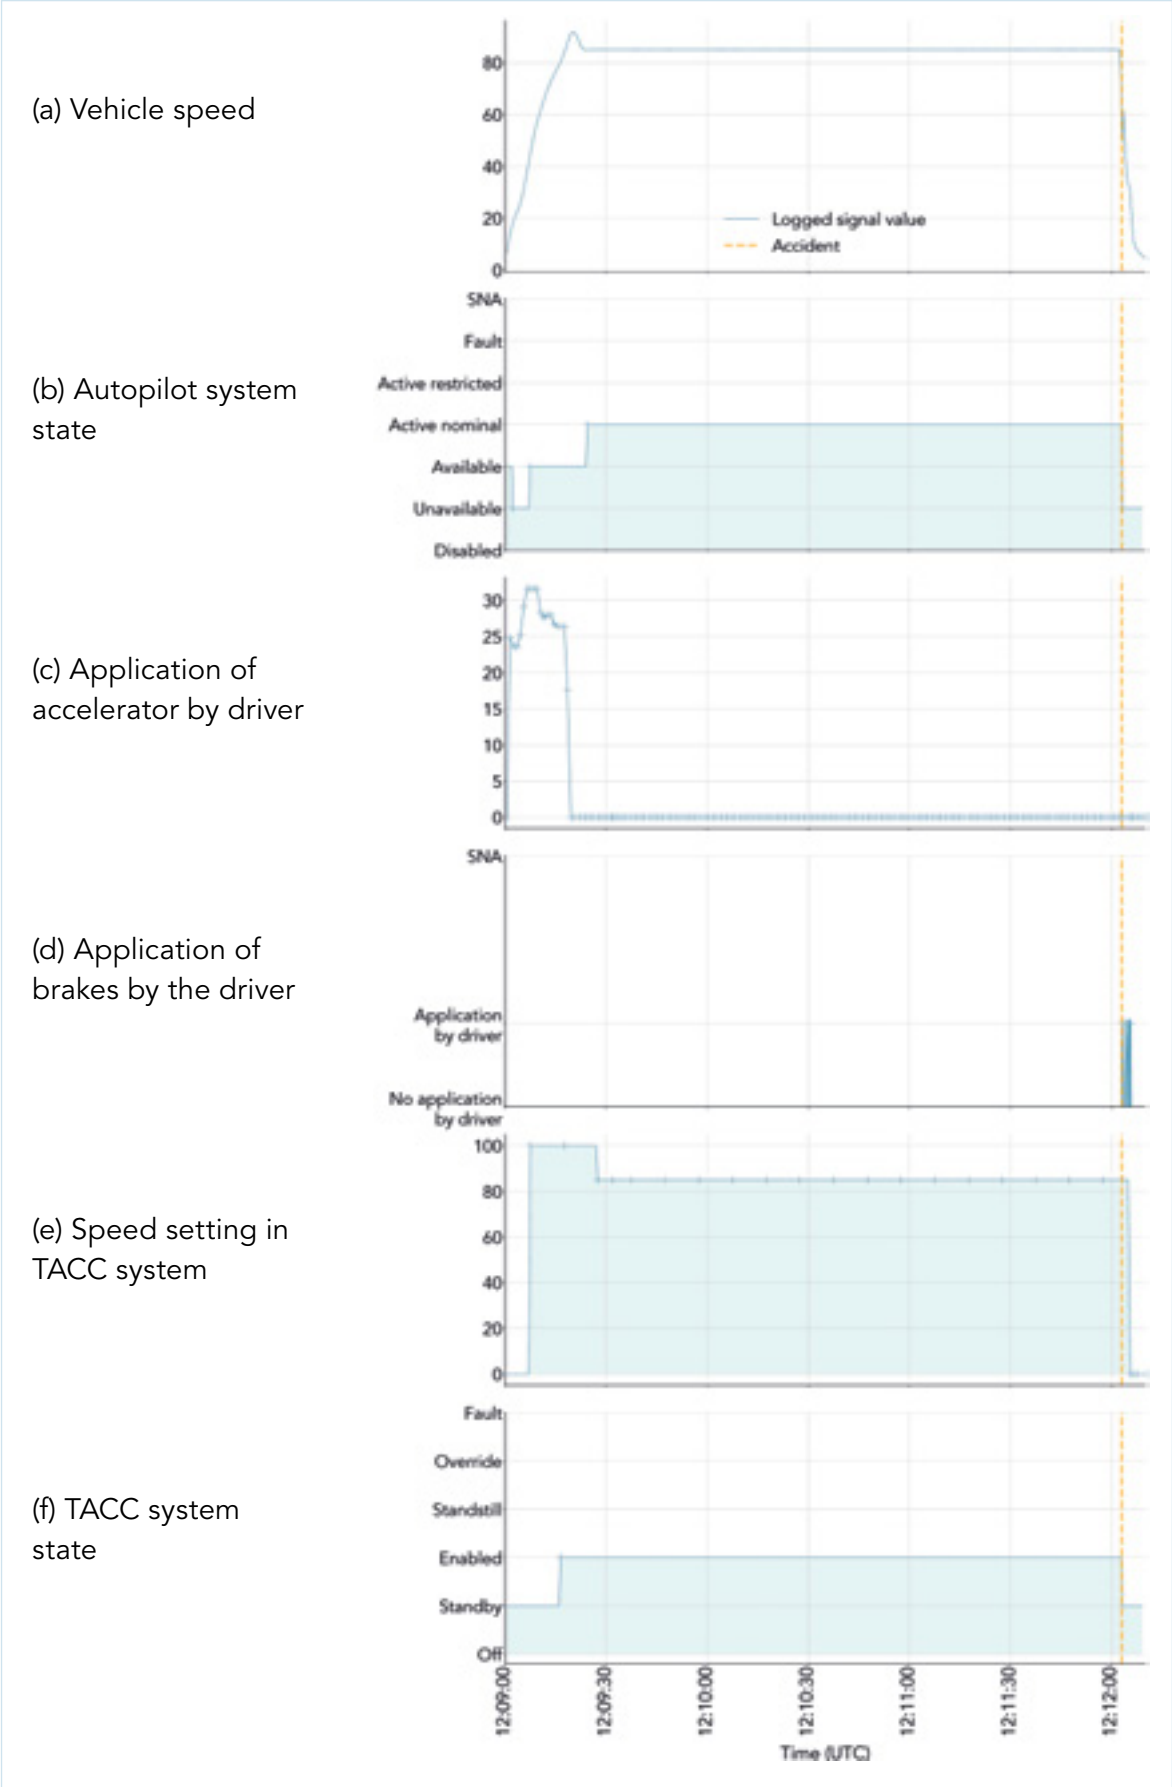 (a) Vehicle speed
80
60
40
20
0
Logged signal value
Accident
(b) Autopilot system
state
SNA
Fault
Active restricted
Active nominal
Available
Unavailable
Disabled
(c) Application of
accelerator by driver
30
25
20
15
10
5
0
(d) Application of
brakes by the driver
SNA
Application
by driver
No application
by driver
(e) Speed setting in
TACC system
100
80
60
40
20
0
(f) TACC system
state
Fault
Override
Standstill
Enabled
Standby
Off
12:09:00
12:09:30
12:10:00
12:10:30
12:11:00
12:11:30
12:12:00
Time (UTC)